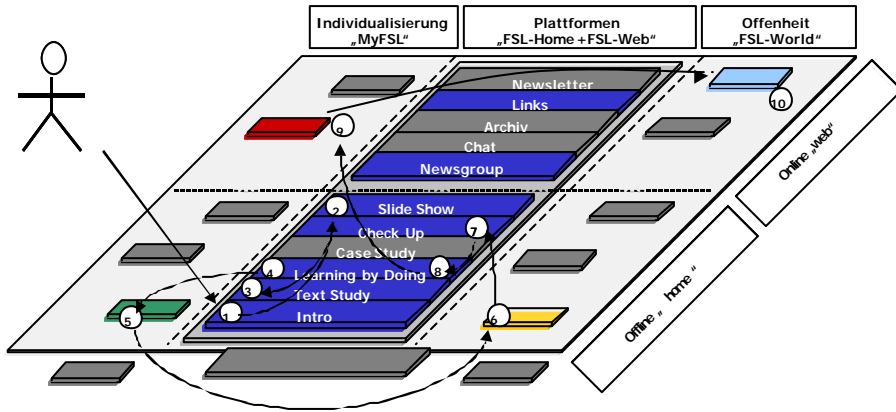 Individualisierung
„MyFSL“
Plattformen
„FSL-Home +FSL-Web“
Offenheit
„FSL-World“
Newsletter
Links
Archiv
Chat
Newsgroup
Slide Show
Check Up
Case Study
Learning by Doing
Text Study
Intro
Online „web“
Offline „ home “
1
2
3
4
5
6
7
8
9
10